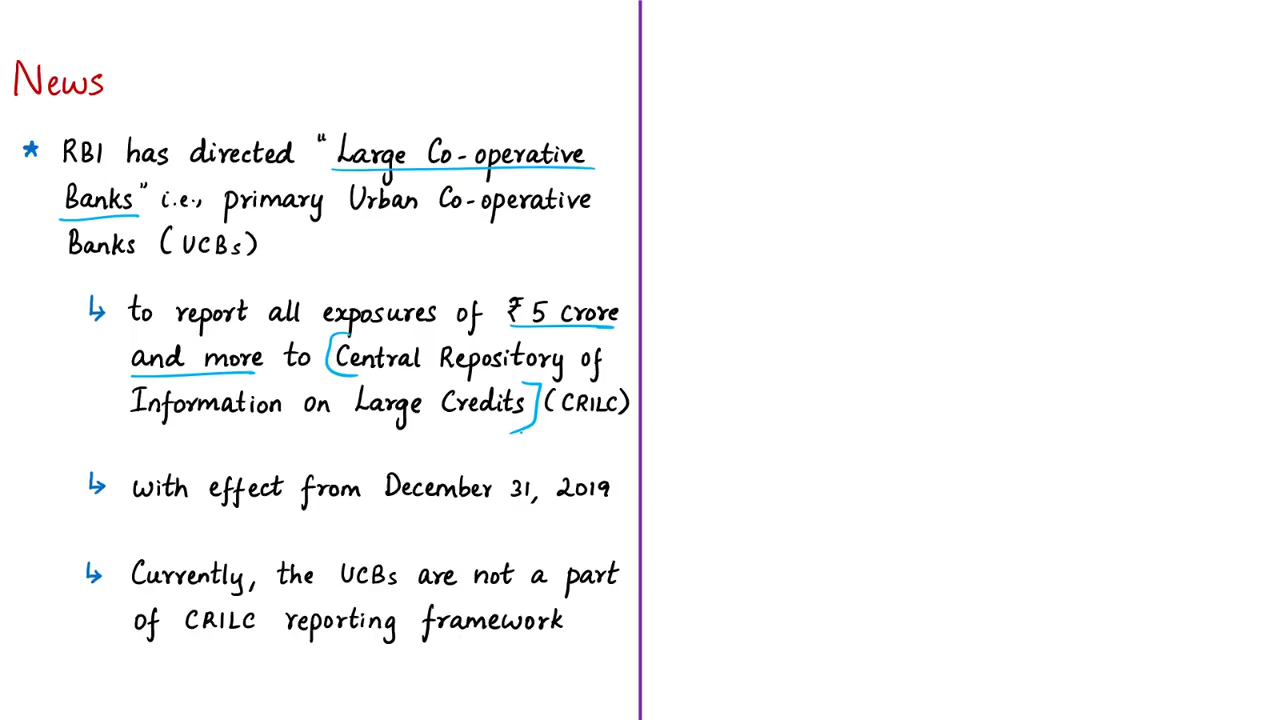 News
* RBI has directed "Large Co-operative
Banks" i.e., primary Urban Co-operative
Banks (UCBs)
↳ to report all exposures of ₹5 crore
and more to [Central Repository of
Information on Large Credits] (CRILC)
↳ with effect from December 31, 2019
↳ Currently, the UCBs are not a part
of CRILC reporting framework